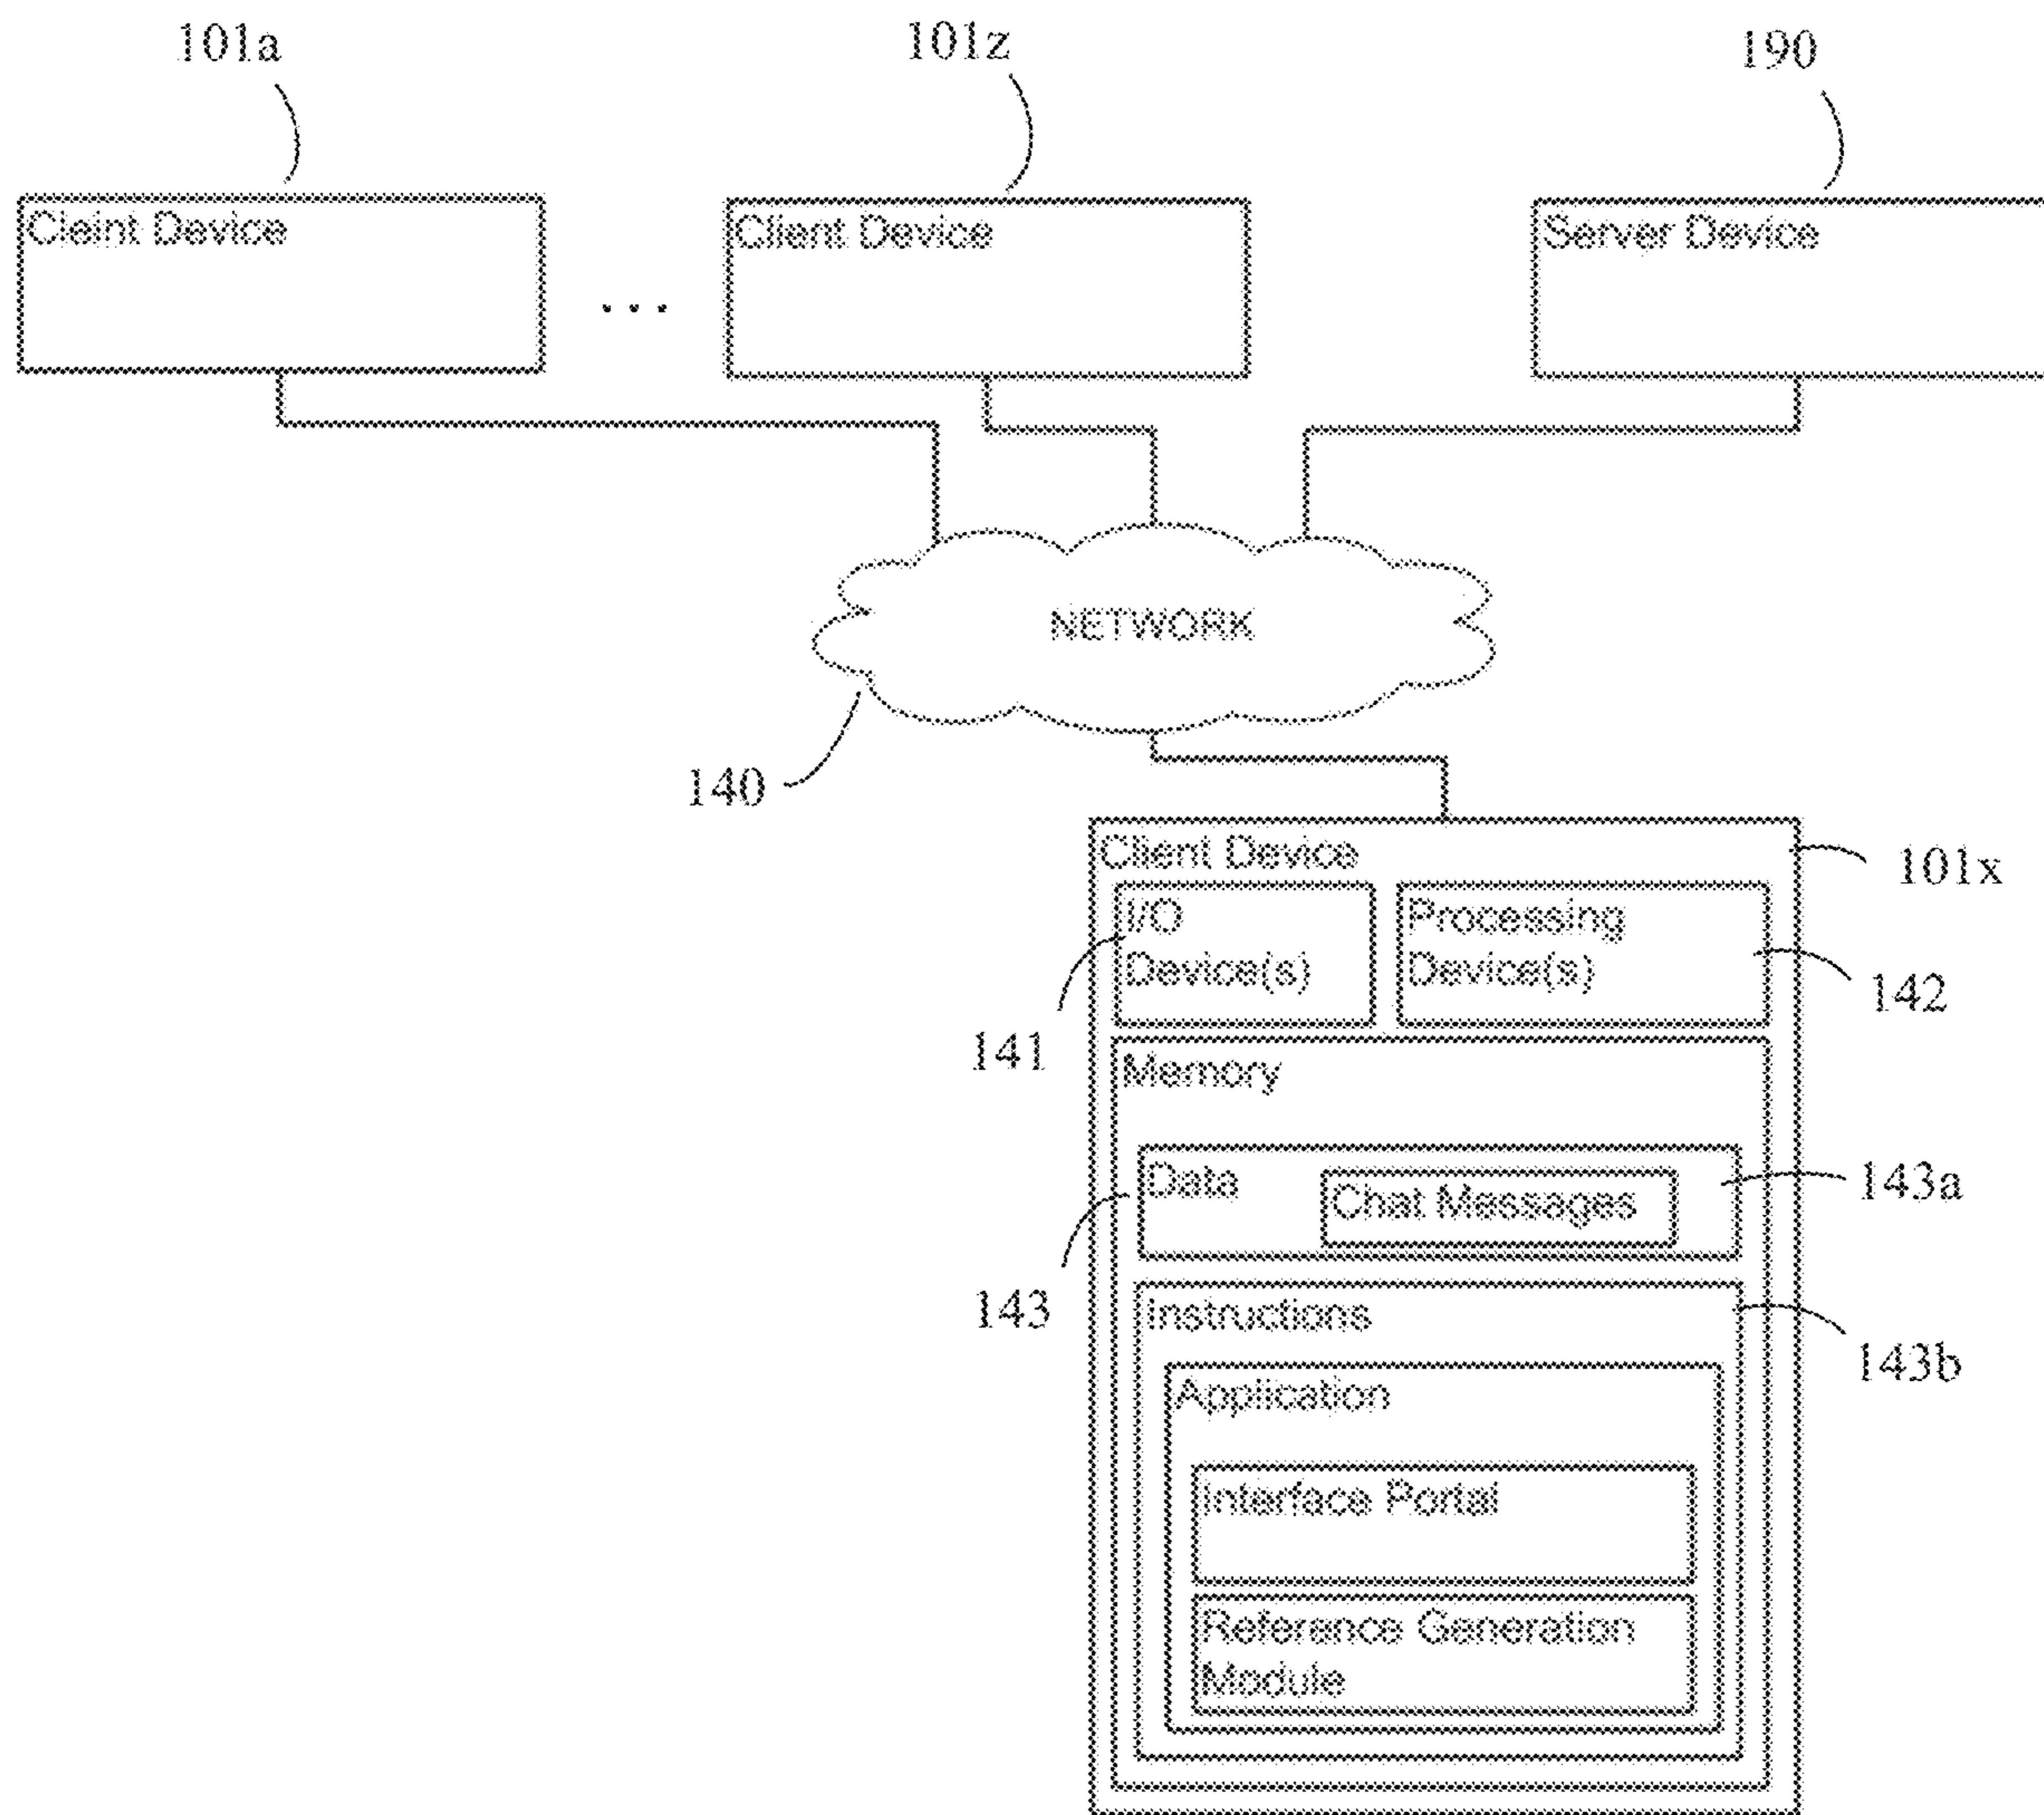 101a
101z
190
Cleint Device
Client Device
Server Device
...
NETWORK
140
Client Device
101x
I/O
Device(s)
Processing
Device(s)
141
142
Memory
Data
Chat Messages
143a
143
Instructions
143b
Application
Interface Portal
Reference Generation
Module